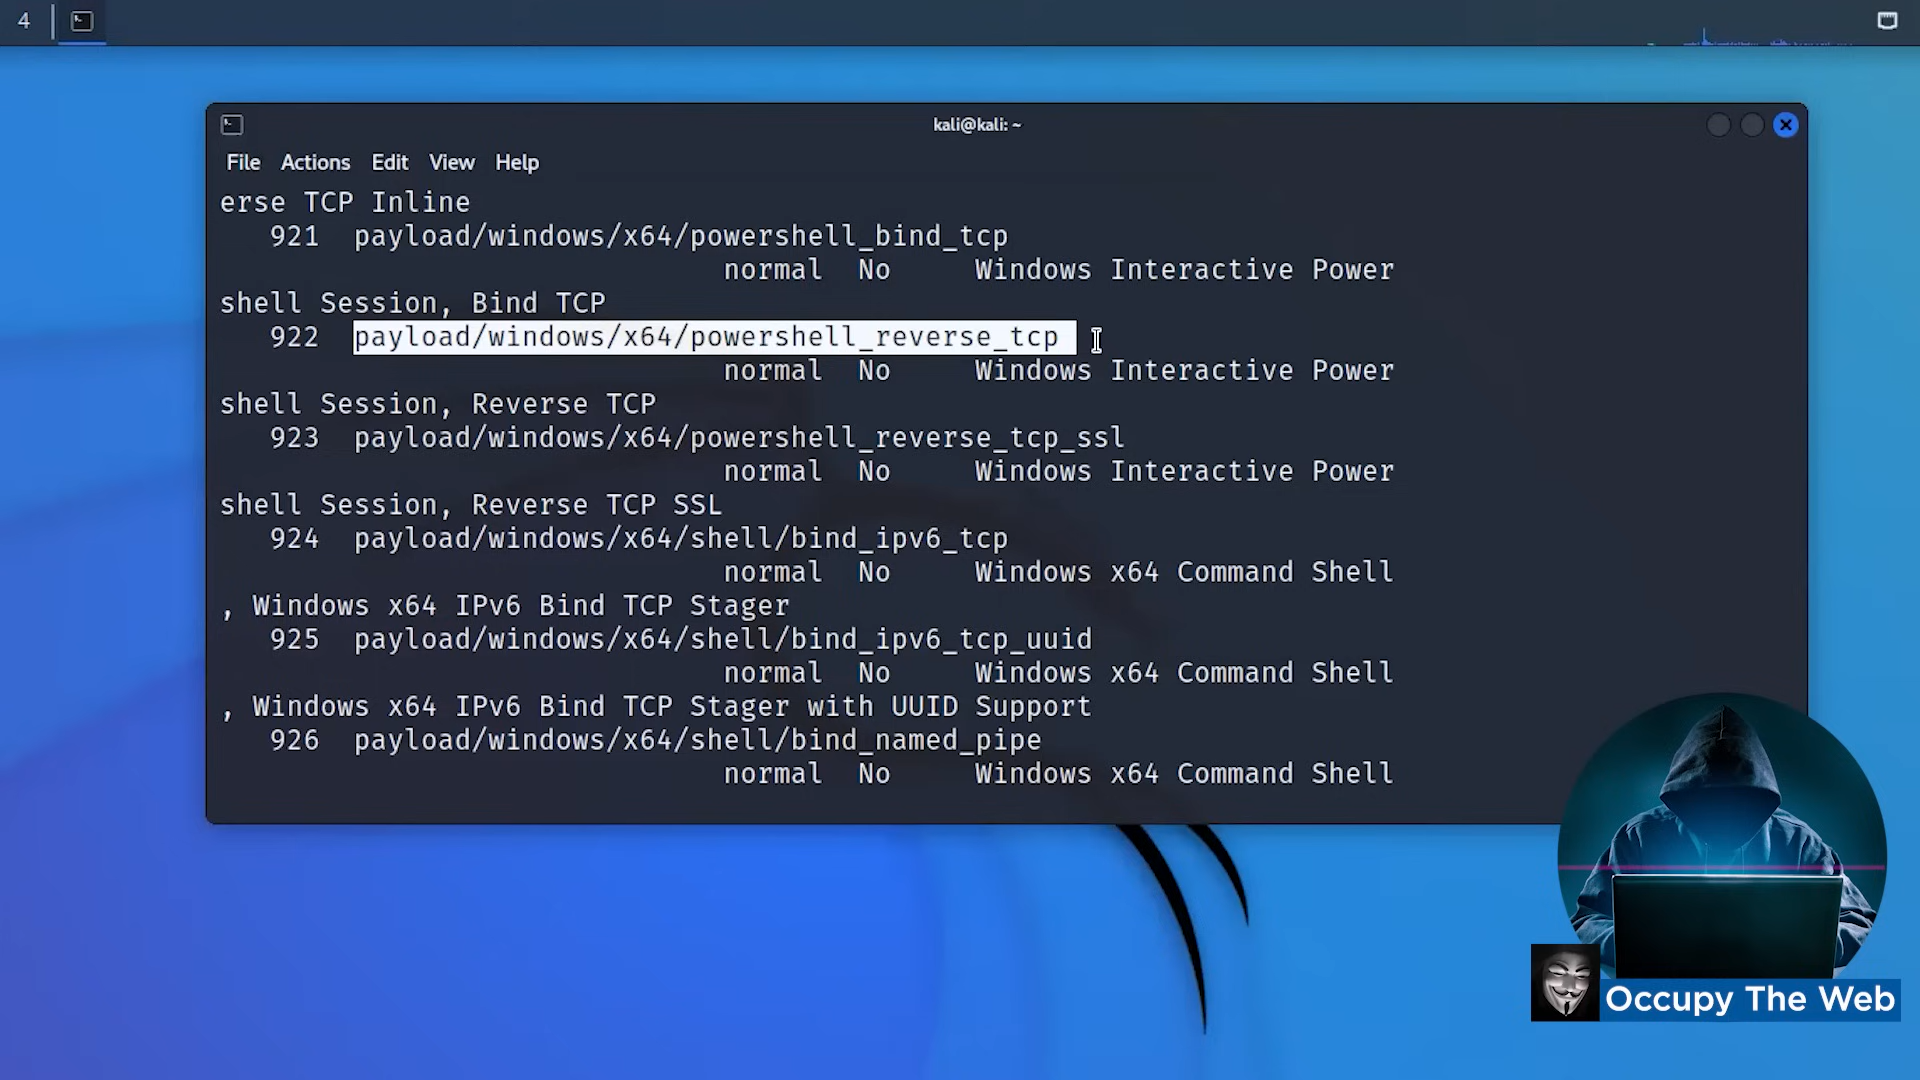 4
kali@kali: ~
File Actions Edit View Help
erse TCP Inline
921 payload/windows/x64/powershell_bind_tcp
normal No Windows Interactive Power
shell Session, Bind TCP
922 payload/windows/x64/powershell_reverse_tcp
normal No Windows Interactive Power
shell Session, Reverse TCP
923 payload/windows/x64/powershell_reverse_tcp_ssl
normal No Windows Interactive Power
shell Session, Reverse TCP SSL
924 payload/windows/x64/shell/bind_ipv6_tcp
normal No Windows x64 Command Shell
, Windows x64 IPv6 Bind TCP Stager
925 payload/windows/x64/shell/bind_ipv6_tcp_uuid
normal No Windows x64 Command Shell
, Windows x64 IPv6 Bind TCP Stager with UUID Support
926 payload/windows/x64/shell/bind_named_pipe
normal No Windows x64 Command Shell
Occupy The Web